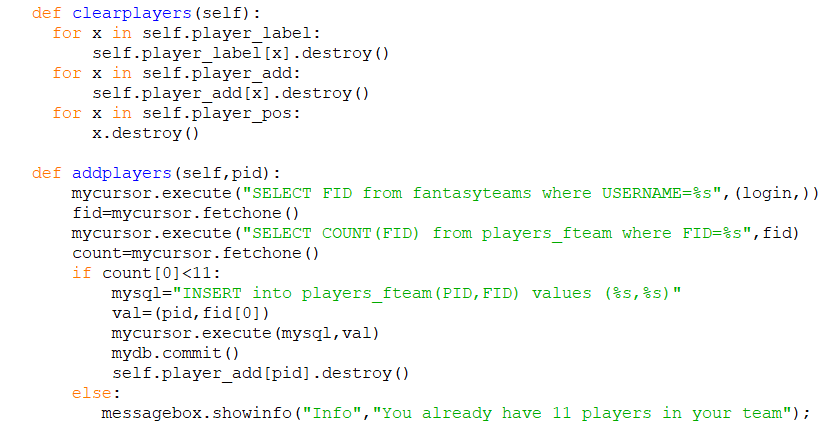 def clearplayers(self):
for x in self.player_label:
self.player_label[x].destroy()
for x in self.player_add:
self.player_add[x].destroy()
for x in self.player_pos:
x.destroy()
def addplayers(self,pid):
mycursor.execute("SELECT FID from fantasyteams where USERNAME=%s",(login,))
fid=mycursor.fetchone()
mycursor.execute("SELECT COUNT(FID) from players_fteam where FID=%s",fid)
count=mycursor.fetchone()
if count[0]<11:
mysql="INSERT into players_fteam(PID,FID) values (%s,%s)"
val=(pid,fid[0])
mycursor.execute(mysql,val)
mydb.commit()
self.player_add[pid].destroy()
else:
messagebox.showinfo("Info","You already have 11 players in your team");